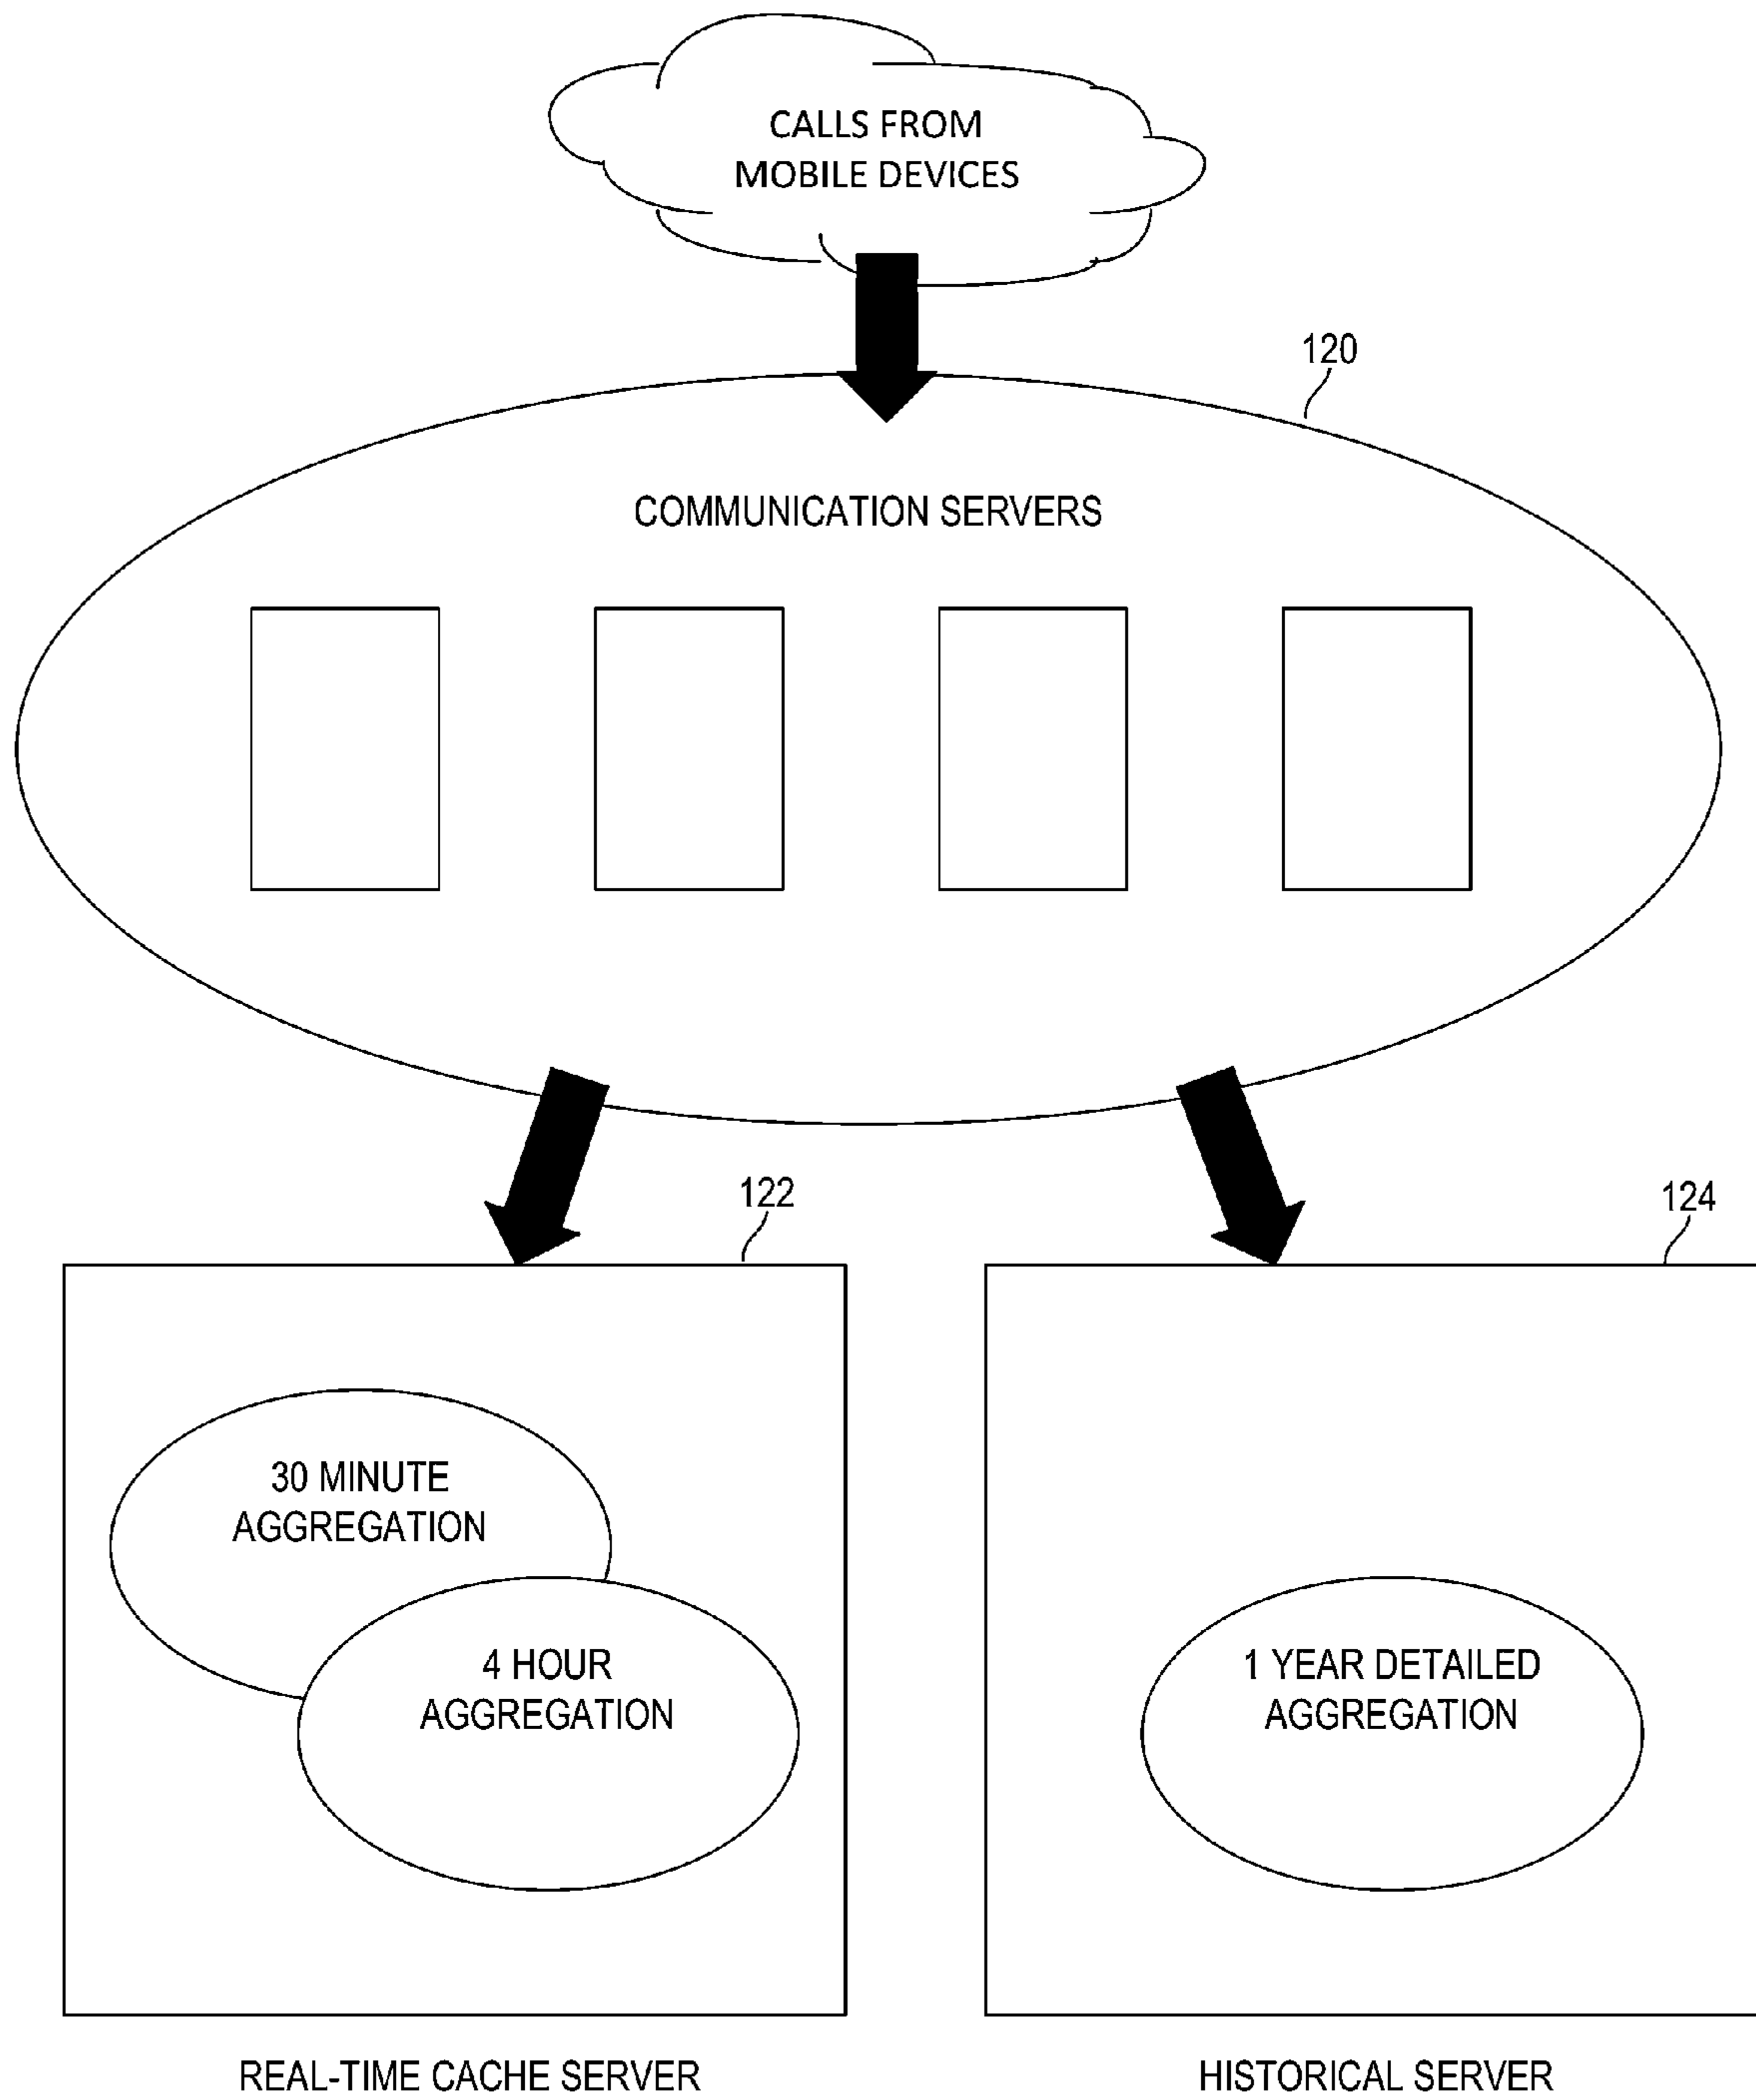 CALLS FROM
MOBILE DEVICES
120
COMMUNICATION SERVERS
122
124
30 MINUTE
AGGREGATION
4 HOUR
AGGREGATION
1 YEAR DETAILED
AGGREGATION
REAL-TIME CACHE SERVER
HISTORICAL SERVER